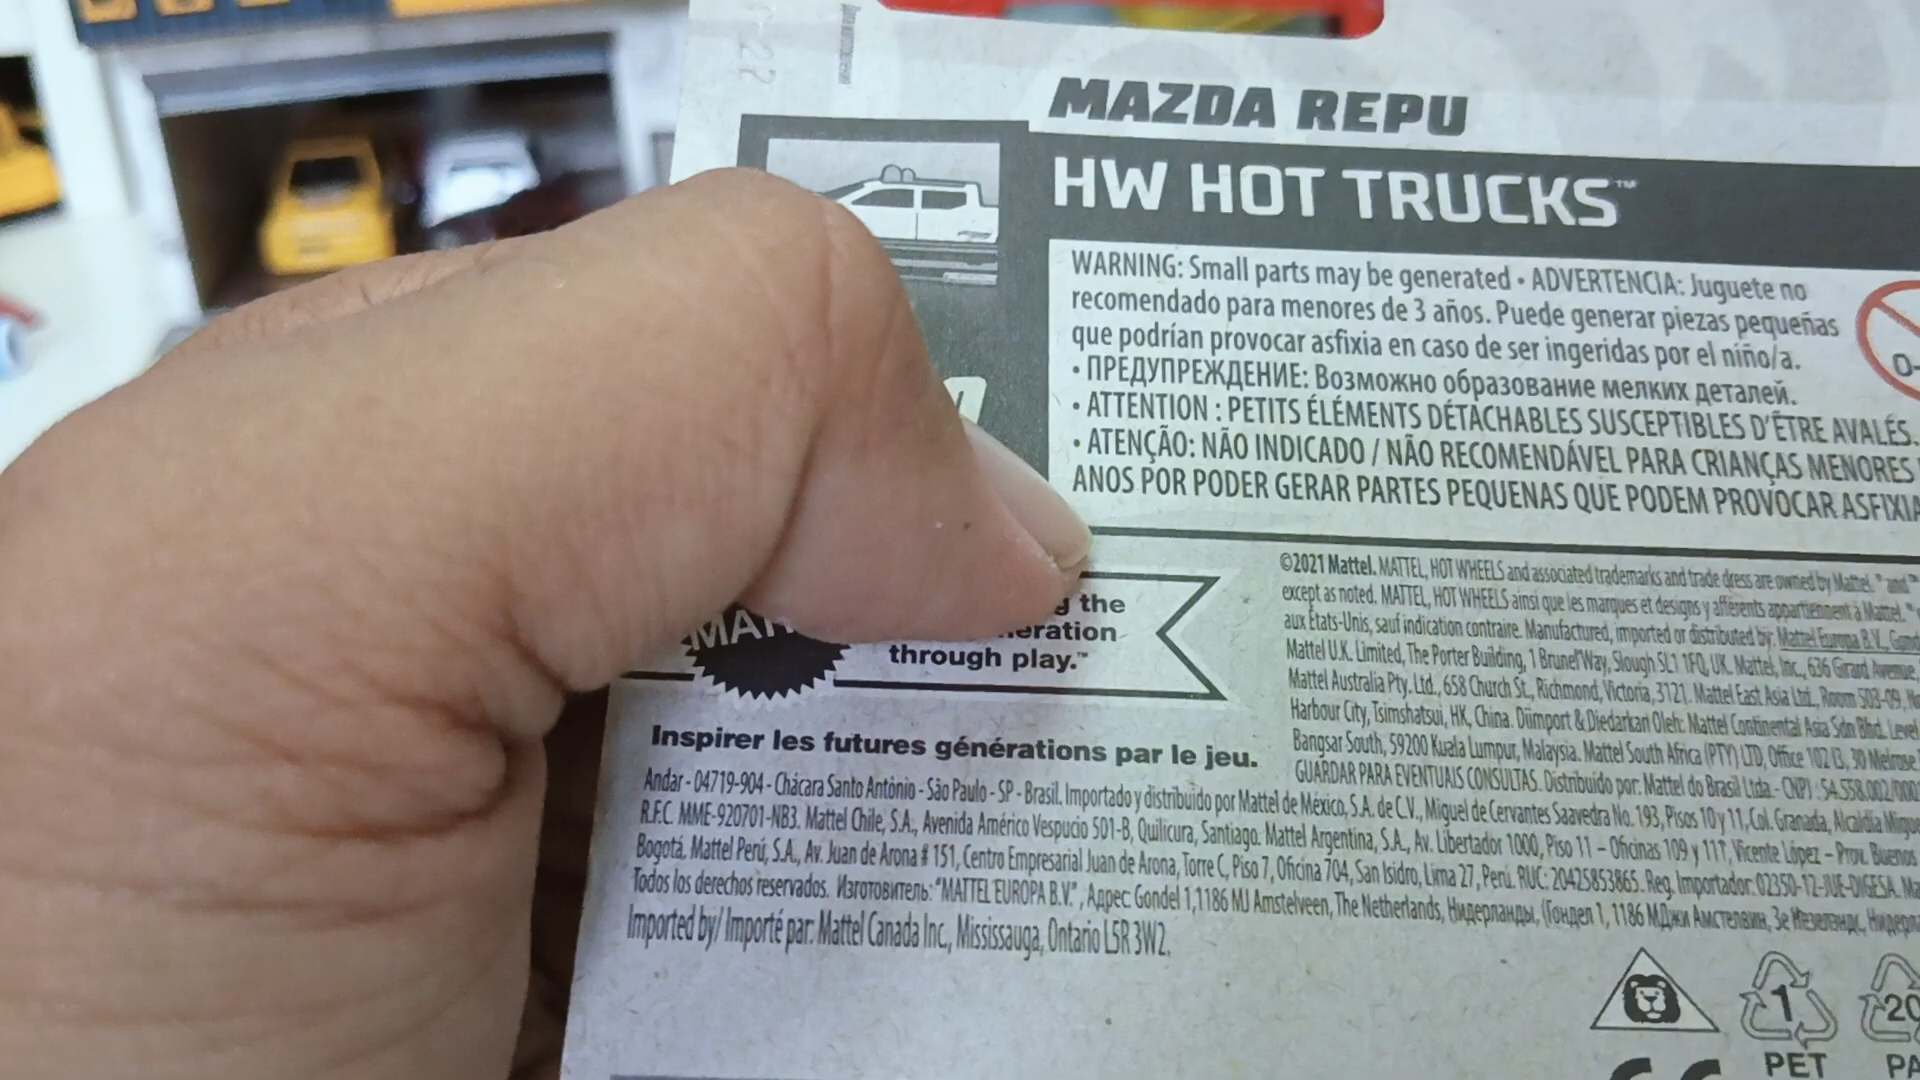 MAZDA REPU
HW HOT TRUCKS™
WARNING: Small parts may be generated • ADVERTENCIA: Juguete no
recomendado para menores de 3 años. Puede generar piezas pequeñas
que podrían provocar asfixia en caso de ser ingeridas por el niño/a.
• ПРЕДУПРЕЖДЕНИЕ: Возможно образование мелких деталей.
• ATTENTION : PETITS ÉLÉMENTS DÉTACHABLES SUSCEPTIBLES D'ÊTRE AVALÉS.
• ATENÇÃO: NÃO INDICADO / NÃO RECOMENDÁVEL PARA CRIANÇAS MENORES
ANOS POR PODER GERAR PARTES PEQUENAS QUE PODEM PROVOCAR ASFIXIA
0-
the
through play.™
Inspirer les futures générations par le jeu.
©2021 Mattel. MATTEL, HOT WHEELS and associated trademarks and trade dress are owned by Mattel. ® and ™
except as noted. MATTEL, HOT WHEELS ainsi que les marques et designs y afférents appartiennent à Mattel.
aux États-Unis, sauf indication contraire. Manufactured, imported or distributed by: Mattel Europa B.V.,
Mattel U.K. Limited, The Porter Building, 1 Brunel Way, Slough SL1 1FQ, UK. Mattel, Inc., 636 Girard Avenue,
Mattel Australia Pty. Ltd., 658 Church St., Richmond, Victoria, 3121. Mattel East Asia Ltd., Room 503-09,
Harbour City, Tsimshatsui, HK, China. Diimport & Diedarkan Oleh: Mattel Continental Asia Sdn Bhd. Level
Bangsar South, 59200 Kuala Lumpur, Malaysia. Mattel South Africa (PTY) LTD, Office 102 I3, 30 Melrose
GUARDAR PARA EVENTUAIS CONSULTAS. Distribuido por: Mattel do Brasil Ltda.- CNPJ : 54.558.002/000
Andar - 04719-904 - Chácara Santo Antônio - São Paulo - SP - Brasil. Importado y distribuido por Mattel de México, S.A. de C.V., Miguel de Cervantes Saavedra No. 193, Pisos 10 y 11, Col. Granada, Alcaldía
R.F.C. MME-920701-NB3. Mattel Chile, S.A., Avenida Américo Vespucio 501-B, Quilicura, Santiago. Mattel Argentina, S.A., Av. Libertador 1000, Piso 11 – Oficinas 109 y 111, Vicente López – Prov. Buenos
Bogotá. Mattel Perú, S.A., Av. Juan de Arona # 151, Centro Empresarial Juan de Arona, Torre C, Piso 7, Oficina 704, San Isidro, Lima 27, Perú. RUC: 20425853865. Reg. Importador: 02350-12-JUE-DIGESA.
Todos los derechos reservados. Изготовитель: "MATTEL EUROPA B.V.", Адрес: Gondel 1, 1186 MJ Amstelveen, The Netherlands, Нидерланды,
Imported by/ Importé par: Mattel Canada Inc., Mississauga, Ontario L5R 3W2.
1
PET
20
CE